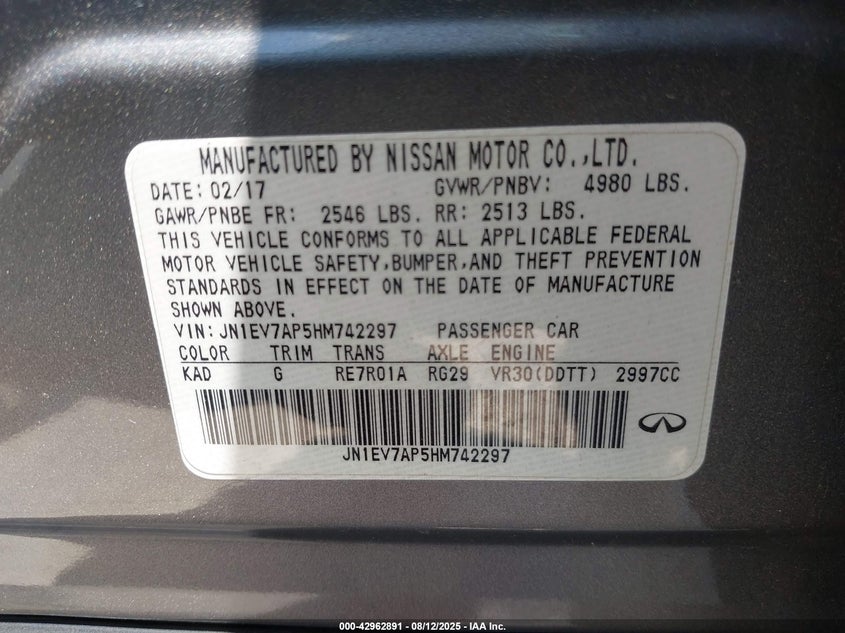 MANUFACTURED BY NISSAN MOTOR CO.,LTD.
DATE: 02/17 GVWR/PNBV: 4980 LBS.
GAWR/PNBE FR: 2546 LBS. RR: 2513 LBS.
THIS VEHICLE CONFORMS TO ALL APPLICABLE FEDERAL
MOTOR VEHICLE SAFETY,BUMPER,AND THEFT PREVENTION
STANDARDS IN EFFECT ON THE DATE OF MANUFACTURE
SHOWN ABOVE.
VIN:JN1EV7AP5HM742297 PASSENGER CAR
COLOR TRIM TRANS AXLE ENGINE
KAD G RE7R01A RG29 VR30(DDTT) 2997CC
JN1EV7AP5HM742297
000-42962891 - 08/12/2025 - IAA Inc.